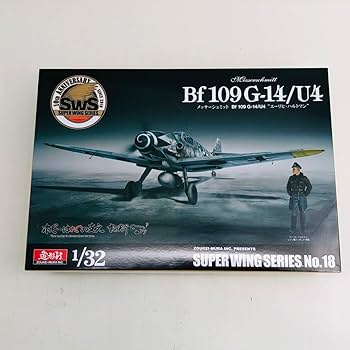 10th ANNIVERSARY
SWS
SUPER WING SERIES
Messerschmitt
Bf 109 G-14/U4
メッサーシュミット Bf 109 G-14/U4 "エーリヒ・ハルトマン"
造形村
ZOUKEI-MURA INC.
1/32
ZOUKEI-MURA INC. PRESENTS
SUPER WING SERIES No.18